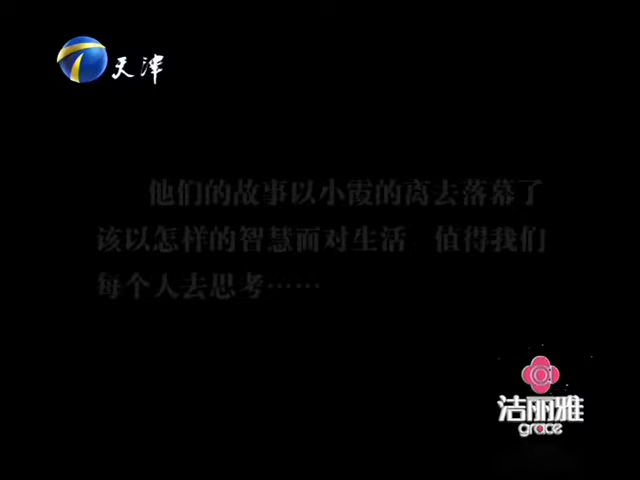 天津
他们的故事以小霞的离去落幕了
该以怎样的智慧面对生活 值得我们
每个人去思考……
洁丽雅
grace